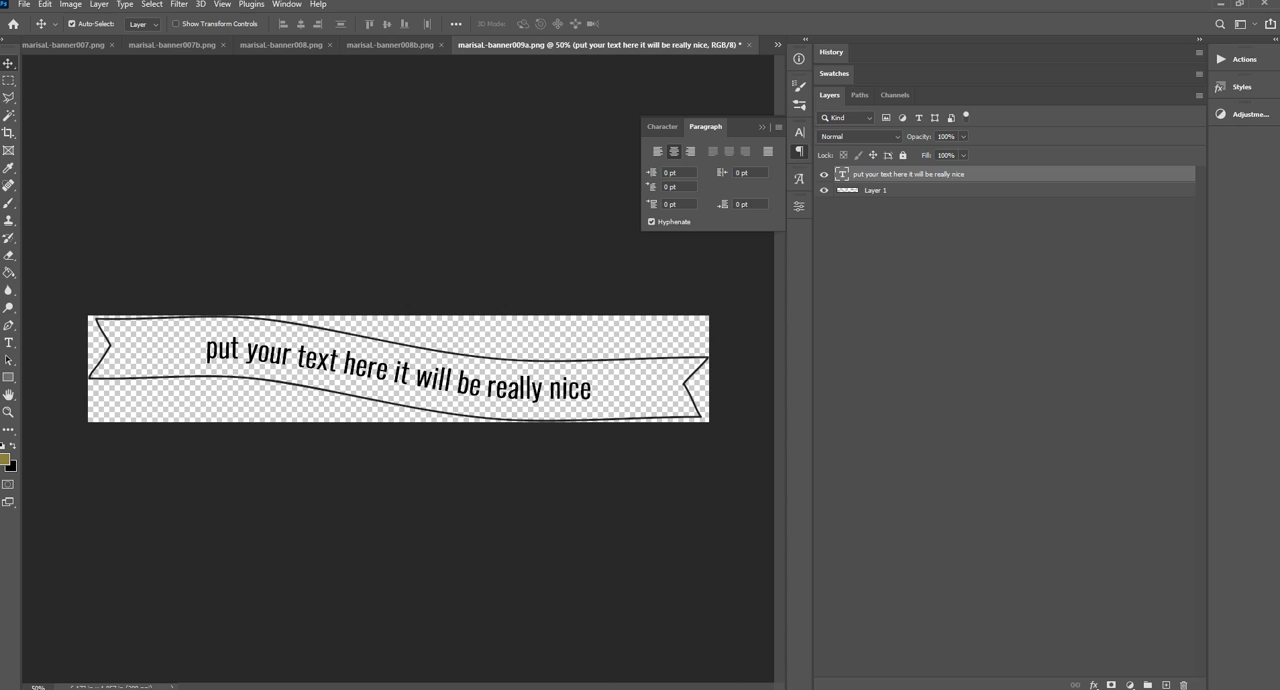 File Edit Image Layer Type Select Filter 3D View Plugins Window Help
Auto-Select: Layer Show Transform Controls 3D Mode:
marisaL-banner007.png × marisaL-banner007b.png × marisaL-banner008.png × marisaL-banner008b.png × marisaL-banner009a.png @ 50% (put your text here it will be really nice, RGB/8) * ×
History
Swatches
Layers Paths Channels
Kind
Normal Opacity: 100%
Lock: Fill: 100%
put your text here it will be really nice
Layer 1
Actions
Styles
Adjustme...
Character Paragraph
0 pt 0 pt
0 pt
0 pt 0 pt
Hyphenate
put your text here it will be really nice
50%